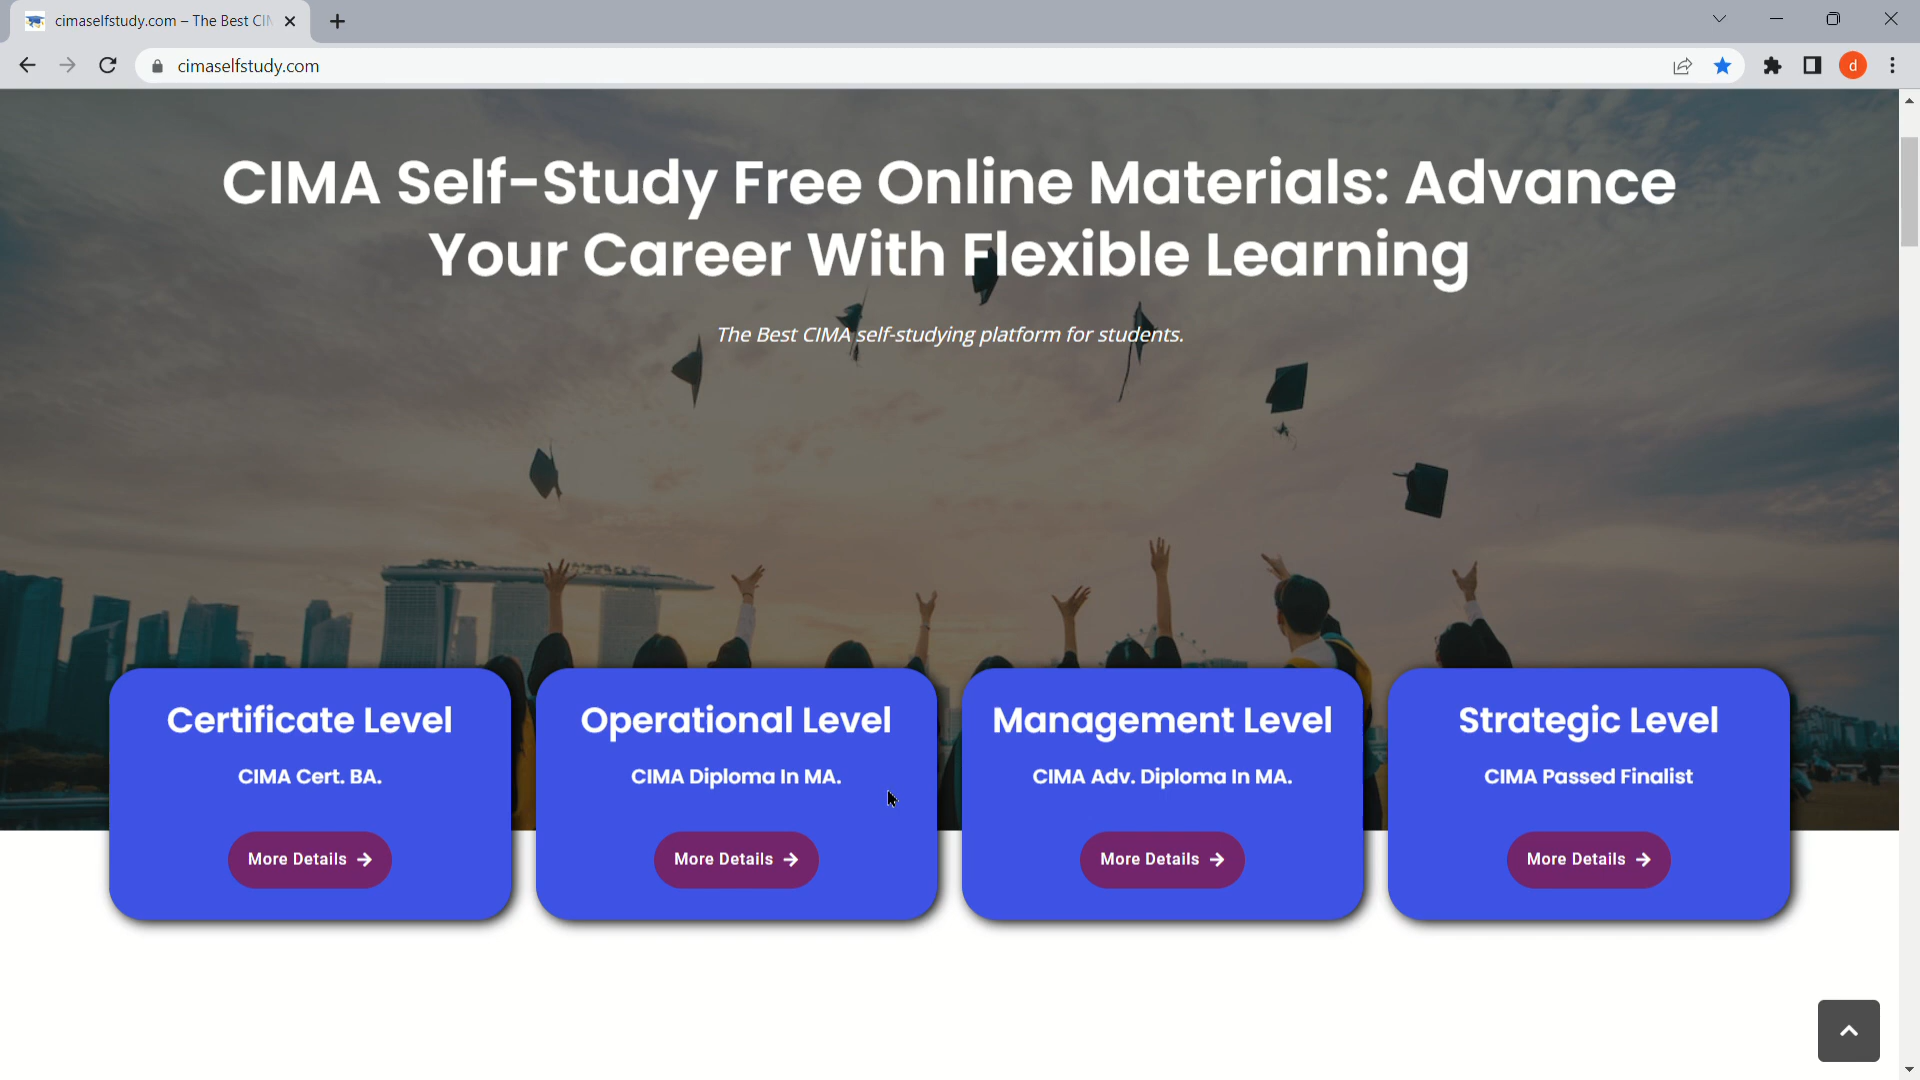 cimaselfstudy.com – The Best CIM
cimaselfstudy.com
d
CIMA Self-Study Free Online Materials: Advance
Your Career With Flexible Learning
The Best CIMA self-studying platform for students.
Certificate Level
CIMA Cert. BA.
More Details
Operational Level
CIMA Diploma In MA.
More Details
Management Level
CIMA Adv. Diploma In MA.
More Details
Strategic Level
CIMA Passed Finalist
More Details